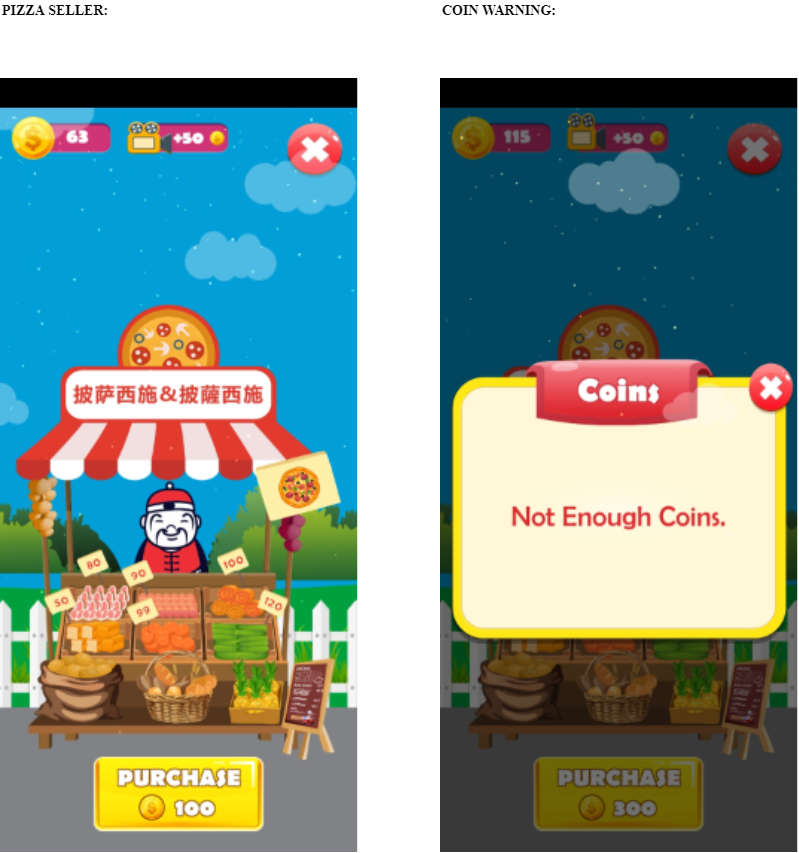 PIZZA SELLER:
COIN WARNING:
63
+50
披萨西施&披薩西施
80
90
100
50
99
120
PURCHASE
100
115
+50
Coins
Not Enough Coins.
PURCHASE
300